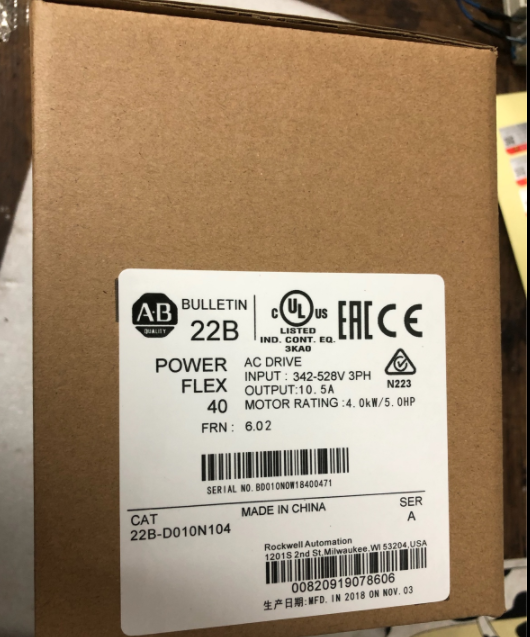 A-B
QUALITY
BULLETIN
22B
C UL US
LISTED
IND. CONT. EQ.
3KA0
EAC CE
N223
POWER
FLEX
40
AC DRIVE
INPUT : 342-528V 3PH
OUTPUT:10.5A
MOTOR RATING :4.0kW/5.0HP
FRN : 6.02
SERIAL NO. BD010N0W18400471
MADE IN CHINA
CAT
22B-D010N104
SER
A
Rockwell Automation
1201S 2nd St,Milwaukee,WI 53204,USA
00820919078606
生产日期:MFD. IN 2018 ON NOV. 03